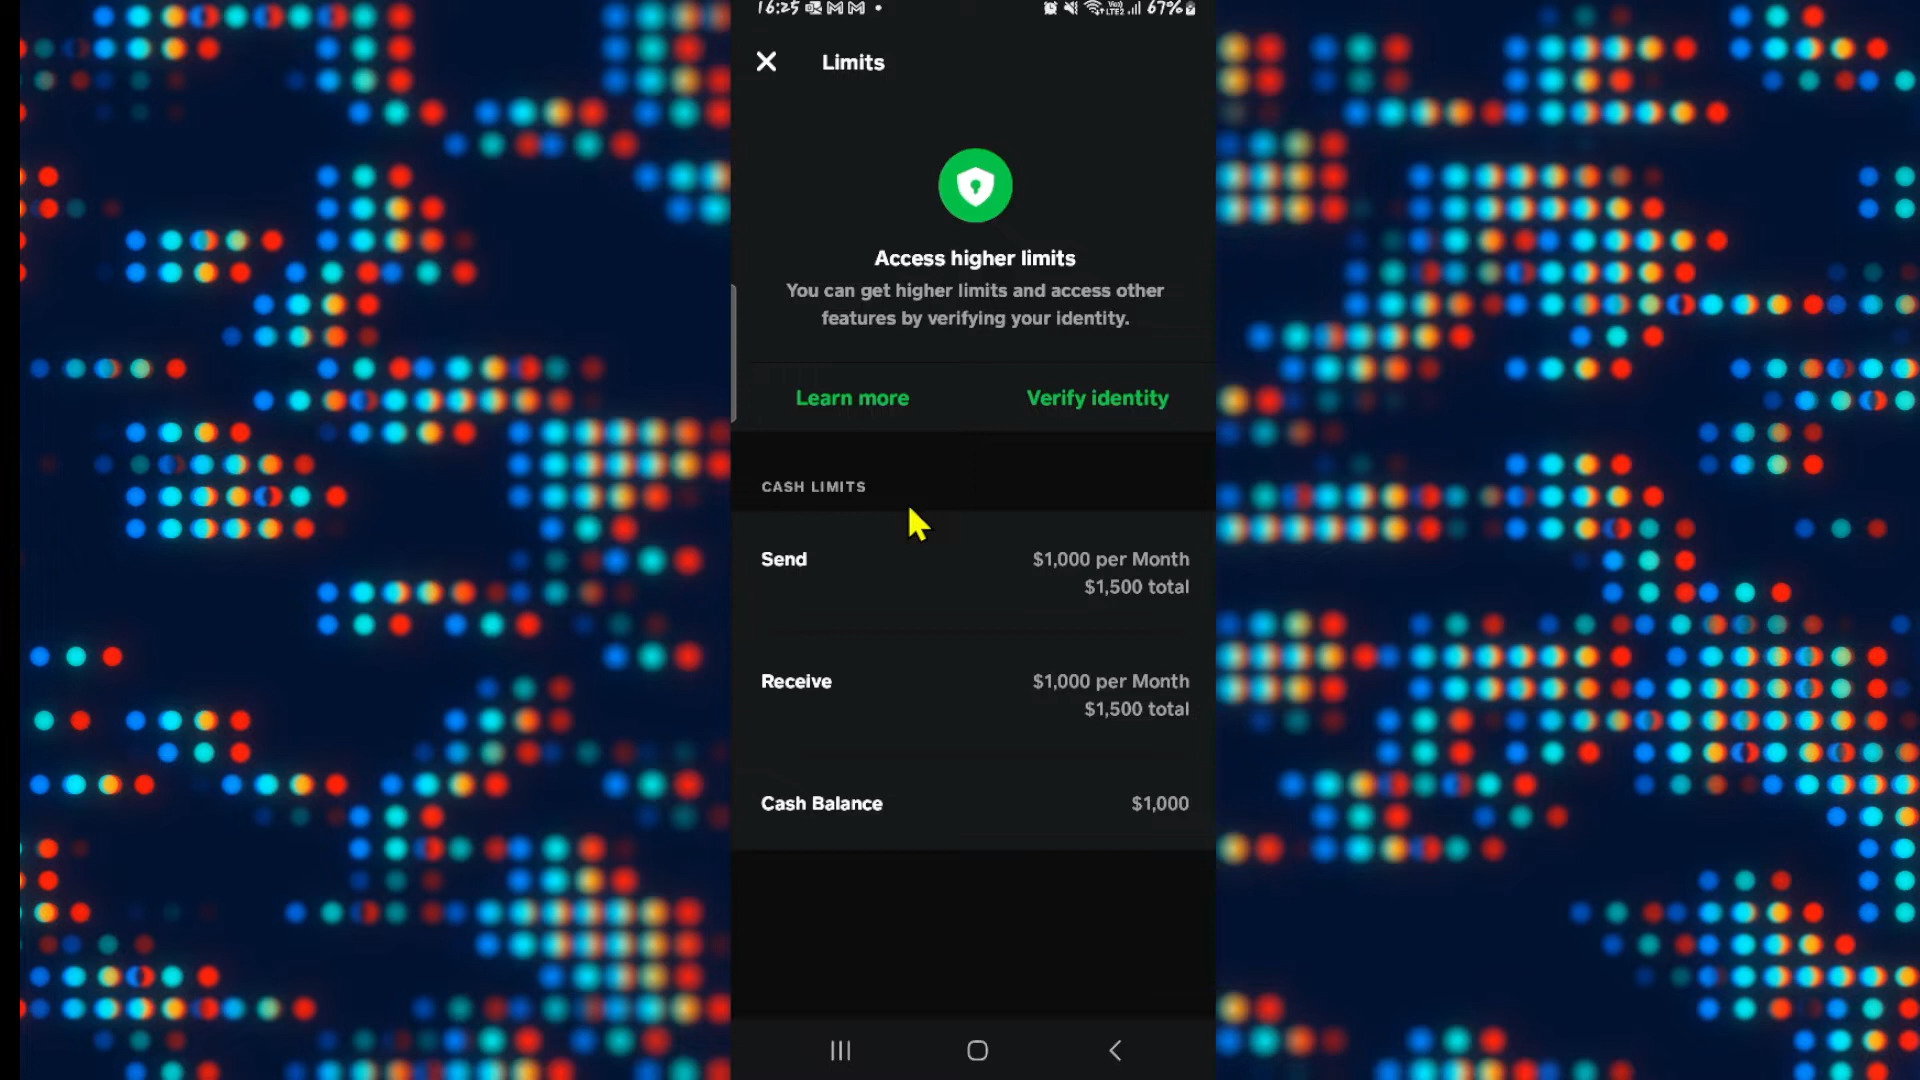 16:25
67%
Limits
Access higher limits
You can get higher limits and access other
features by verifying your identity.
Learn more
Verify identity
CASH LIMITS
Send
$1,000 per Month
$1,500 total
Receive
$1,000 per Month
$1,500 total
Cash Balance
$1,000